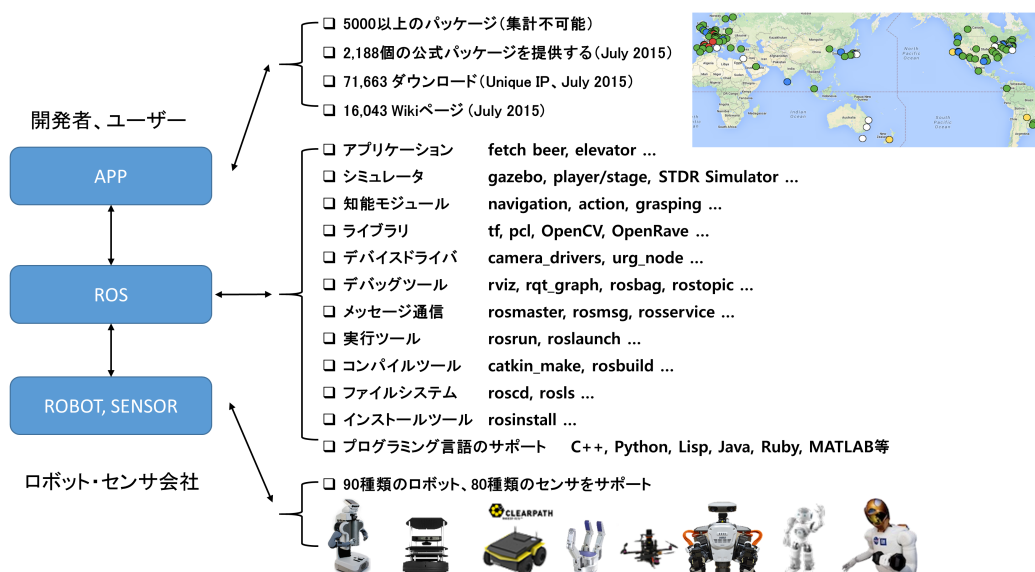 ❑ 5000以上のパッケージ(集計不可能)
❑ 2,188個の公式パッケージを提供する(July 2015)
❑ 71,663 ダウンロード(Unique IP、July 2015)
❑ 16,043 Wikiページ (July 2015)
開発者、ユーザー
APP
ROS
ROBOT, SENSOR
ロボット・センサ会社
❑ アプリケーション fetch beer, elevator …
❑ シミュレータ gazebo, player/stage, STDR Simulator …
❑ 知能モジュール navigation, action, grasping …
❑ ライブラリ tf, pcl, OpenCV, OpenRave …
❑ デバイスドライバ camera_drivers, urg_node …
❑ デバッグツール rviz, rqt_graph, rosbag, rostopic …
❑ メッセージ通信 rosmaster, rosmsg, rosservice …
❑ 実行ツール rosrun, roslaunch …
❑ コンパイルツール catkin_make, rosbuild …
❑ ファイルシステム roscd, rosls …
❑ インストールツール rosinstall …
❑ プログラミング言語のサポート C++, Python, Lisp, Java, Ruby, MATLAB等
❑ 90種類のロボット、80種類のセンサをサポート
CLEARPATH